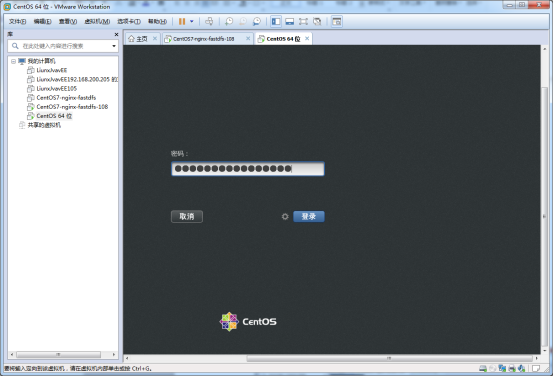 CentOS 64 位 - VMware Workstation
文件(F) 编辑(E) 查看(V) 虚拟机(M) 选项卡(T) 帮助(H)
库
在此处键入内容进行搜索
我的计算机
LiunxJvavEE
LiunxJvavEE192.168.200.205 的
LiunxJvavEE105
CentOS7-nginx-fastdfs
CentOS7-nginx-fastdfs-108
CentOS 64 位
共享的虚拟机
主页 CentOS7-nginx-fastdfs-108 CentOS 64 位
密码：
取消 登录
CentOS
要将输入定向到该虚拟机，请在虚拟机内部单击或按 Ctrl+G。